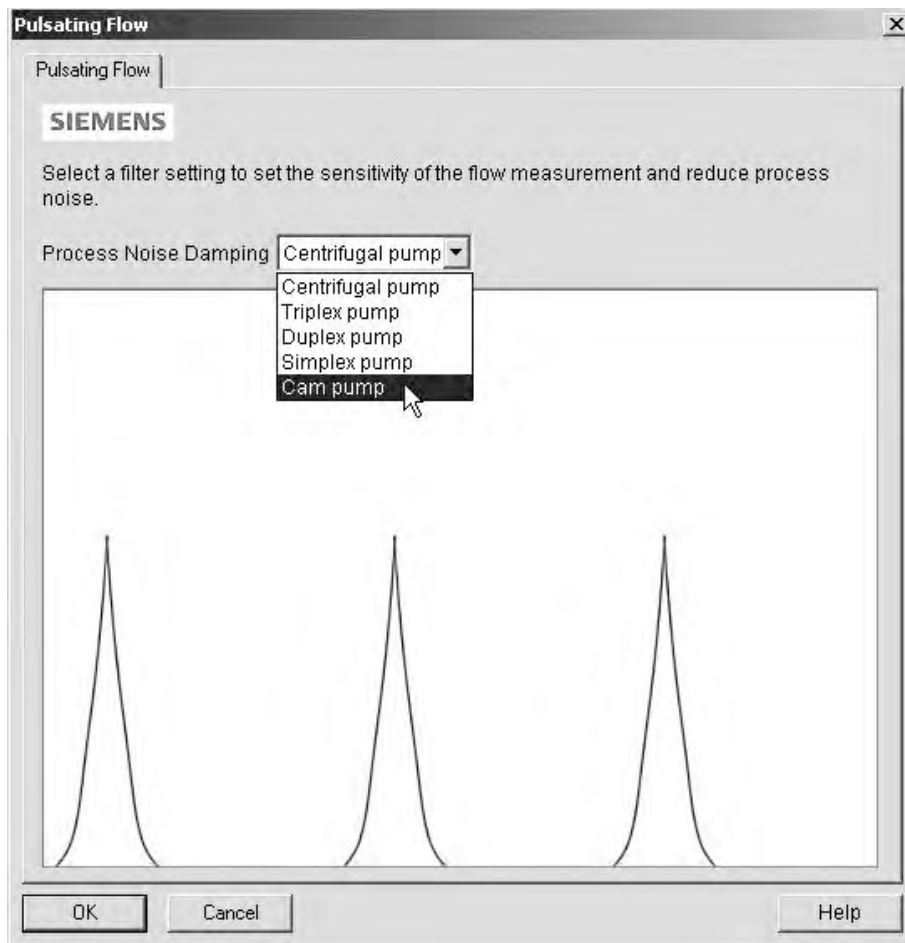 Pulsating Flow
Pulsating Flow
SIEMENS
Select a filter setting to set the sensitivity of the flow measurement and reduce process
noise.
Process Noise Damping Centrifugal pump
Centrifugal pump
Triplex pump
Duplex pump
Simplex pump
Cam pump
OK Cancel Help